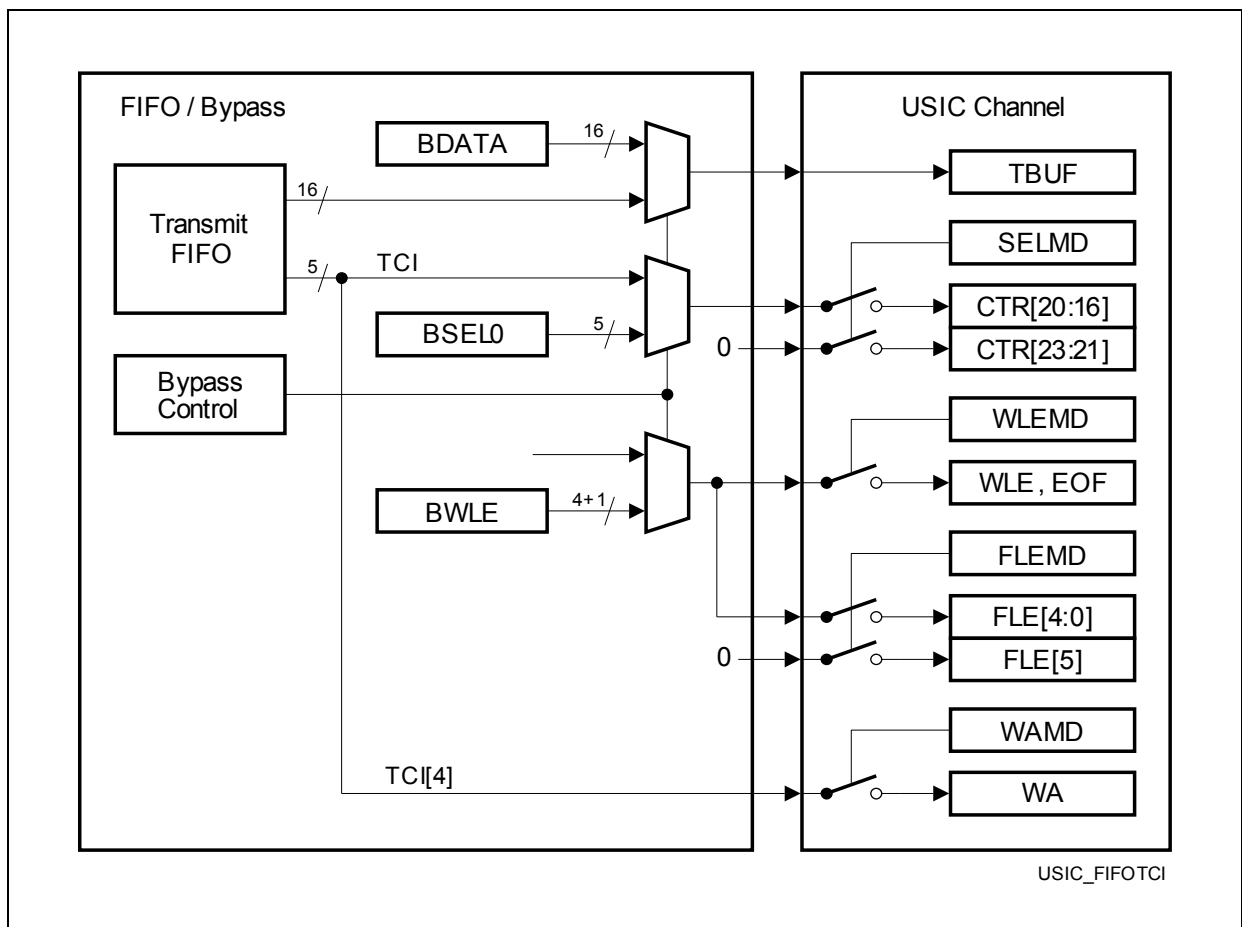 FIFO / Bypass
USIC Channel
BDATA
16
TBUF
Transmit
FIFO
16
SELMD
5
TCI
CTR[20:16]
BSEL0
5
0
CTR[23:21]
Bypass
Control
WLEMD
BWLE
4+1
WLE , EOF
FLEMD
FLE[4:0]
0
FLE[5]
WAMD
TCI[4]
WA
USIC_FIFOTCI